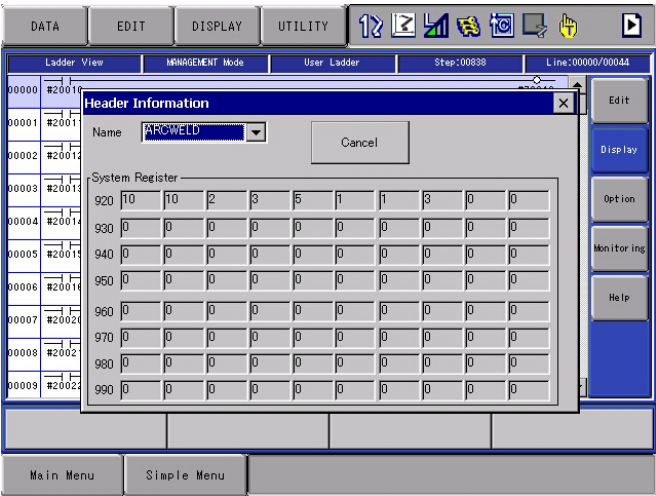 DATA EDIT DISPLAY UTILITY
Ladder View MANAGEMENT Mode User Ladder Step:00838 Line:00000/00044
00000 #20010
Header Information
Edit
00001 #20011
Name ARCWELD
Cancel
00002 #20012
Display
System Register
00003 #20013
920 10 10 2 3 5 1 1 3 0 0
Option
00004
930 0 0 0 0 0 0 0 0 0 0
00005
940 0 0 0 0 0 0 0 0 0 0
Monitoring
00006
950 0 0 0 0 0 0 0 0 0 0
Help
00007 #20020
960 0 0 0 0 0 0 0 0 0 0
970 0 0 0 0 0 0 0 0 0 0
00008 #20021
980 0 0 0 0 0 0 0 0 0 0
00009 #20022
990 0 0 0 0 0 0 0 0 0 0
Main Menu Simple Menu